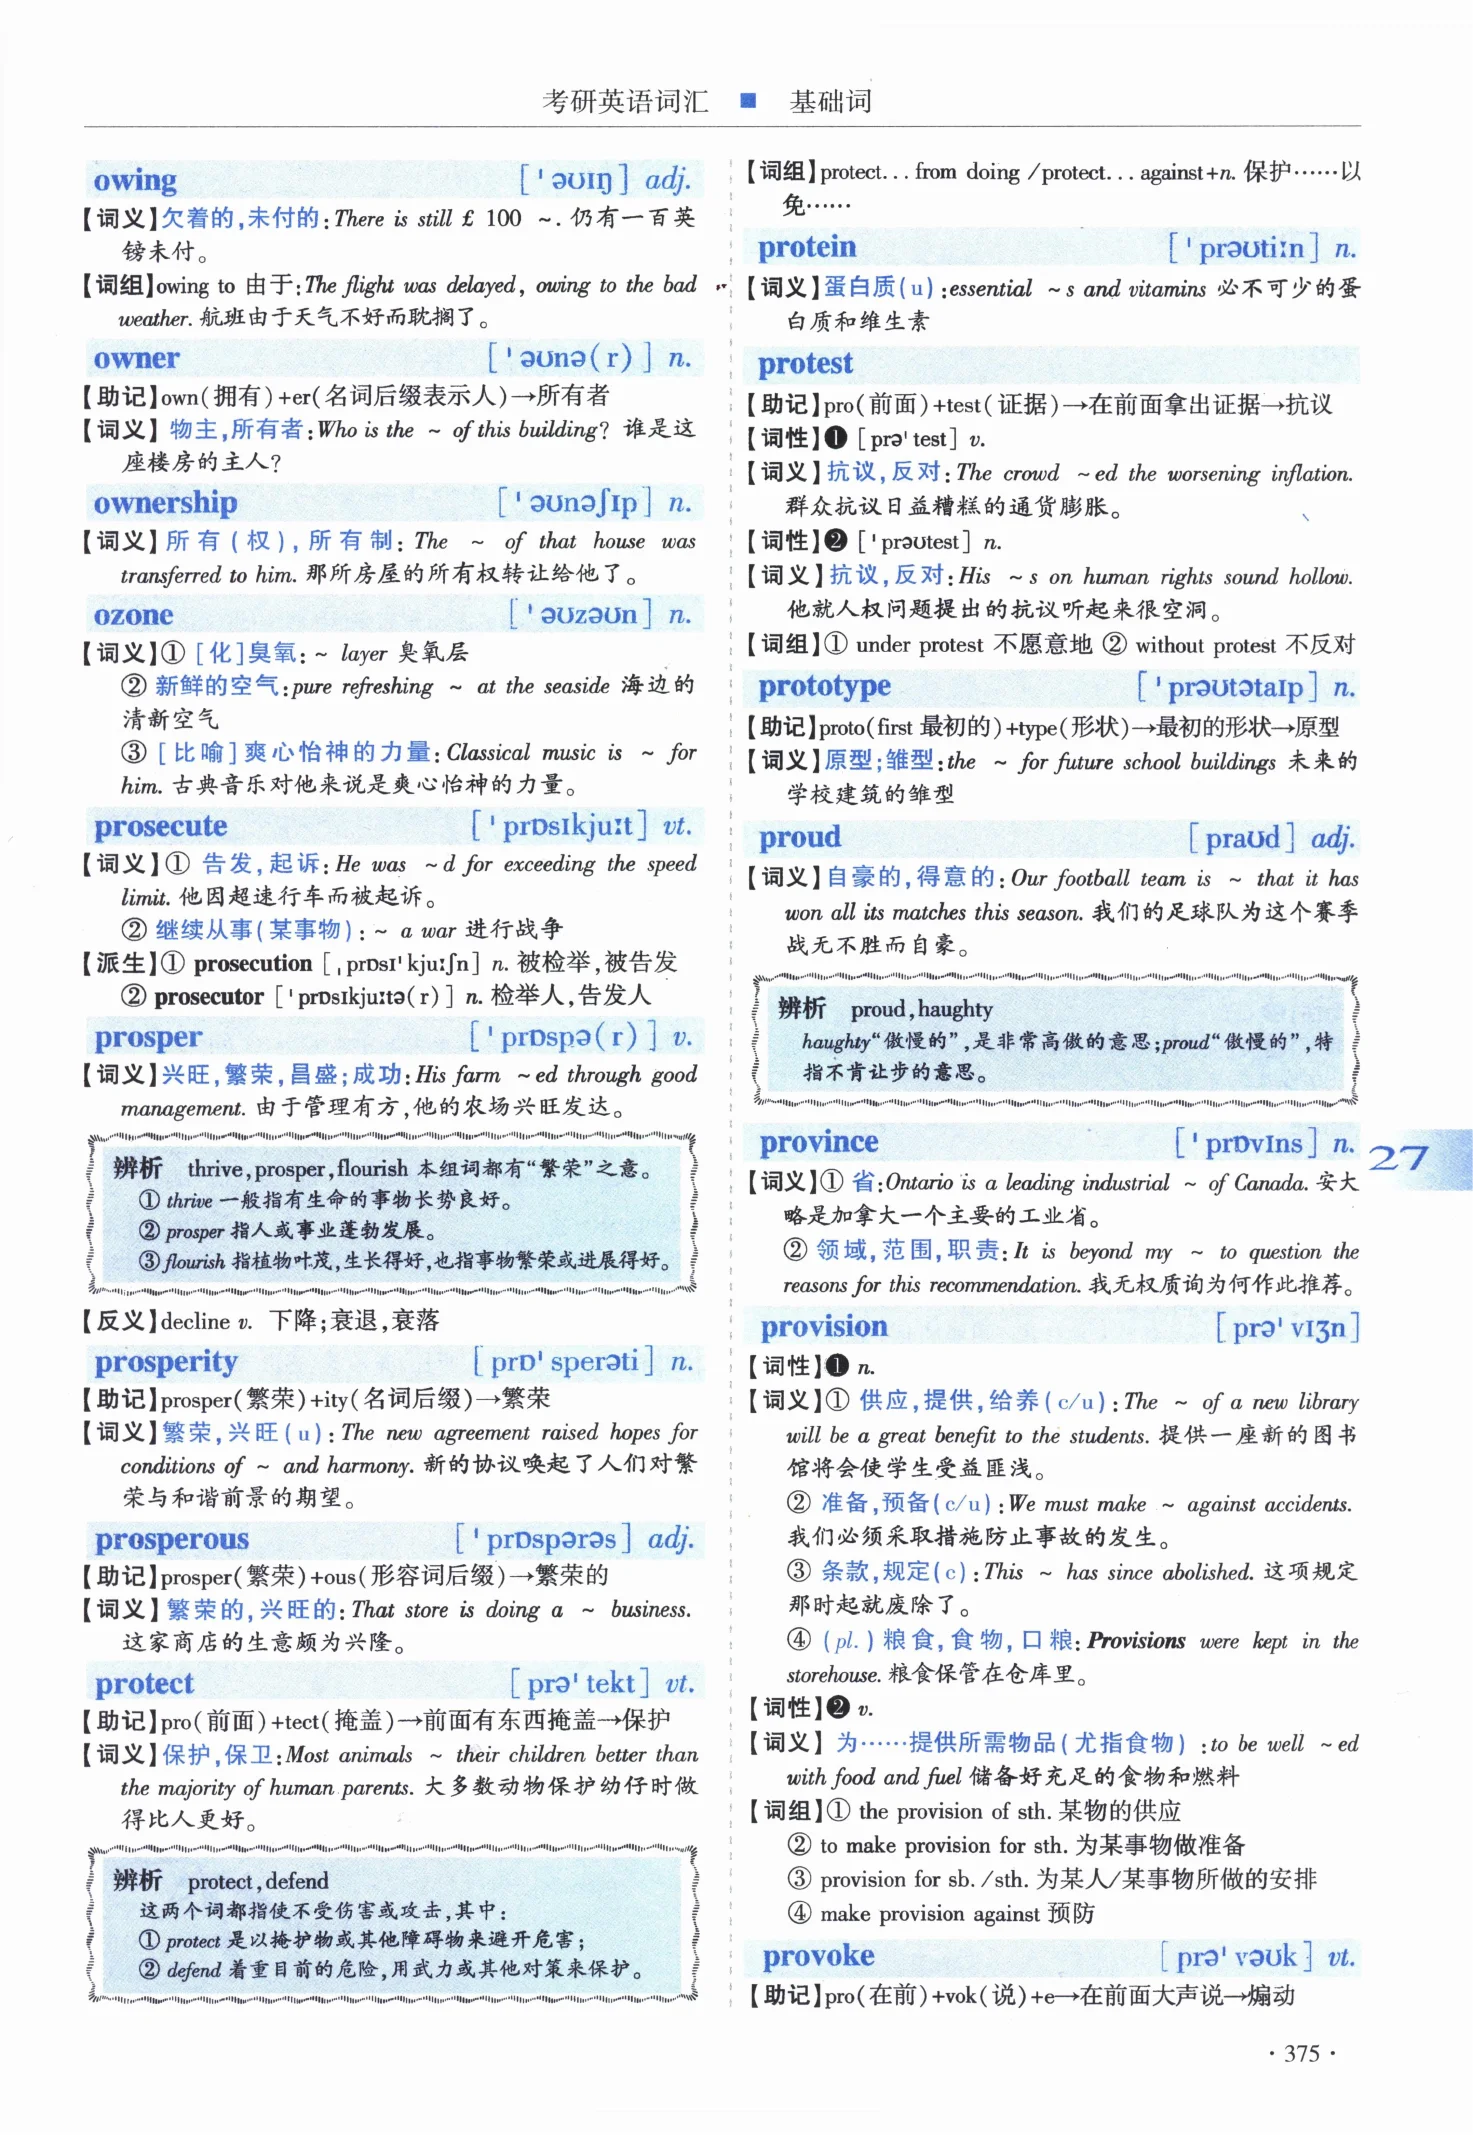 考研英语词汇 ■ 基础词
owing [ˈəʊɪŋ] adj.
【词义】欠着的,未付的:There is still £ 100 ~. 仍有一百英
镑未付。
【词组】owing to 由于:The flight was delayed, owing to the bad
weather. 航班由于天气不好而耽搁了。
owner [ˈəʊnə(r)] n.
【助记】own(拥有)+er(名词后缀表示人)→所有者
【词义】物主,所有者:Who is the ~ of this building? 谁是这
座楼房的主人?
ownership [ˈəʊnəʃɪp] n.
【词义】所有(权),所有制:The ~ of that house was
transferred to him. 那所房屋的所有权转让给他了。
ozone [ˈəʊzəʊn] n.
【词义】① [化]臭氧:~ layer 臭氧层
② 新鲜的空气:pure refreshing ~ at the seaside 海边的
清新空气
③ [比喻]爽心怡神的力量:Classical music is ~ for
him. 古典音乐对他来说是爽心怡神的力量。
prosecute [ˈprɒsɪkjuːt] vt.
【词义】① 告发,起诉:He was ~d for exceeding the speed
limit. 他因超速行车而被起诉。
② 继续从事(某事物):~ a war 进行战争
【派生】① prosecution [ˌprɒsɪˈkjuːʃn] n. 被检举,被告发
② prosecutor [ˈprɒsɪkjuːtə(r)] n. 检举人,告发人
prosper [ˈprɒspə(r)] v.
【词义】兴旺,繁荣,昌盛;成功:His farm ~ed through good
management. 由于管理有方,他的农场兴旺发达。
辨析 thrive,prosper,flourish 本组词都有“繁荣”之意。
① thrive 一般指有生命的事物长势良好。
② prosper 指人或事业蓬勃发展。
③ flourish 指植物叶茂,生长得好,也指事物繁荣或进展得好。
【反义】decline v. 下降;衰退,衰落
prosperity [prɒˈsperəti] n.
【助记】prosper(繁荣)+ity(名词后缀)→繁荣
【词义】繁荣,兴旺(u):The new agreement raised hopes for
conditions of ~ and harmony. 新的协议唤起了人们对繁
荣与和谐前景的期望。
prosperous [ˈprɒspərəs] adj.
【助记】prosper(繁荣)+ous(形容词后缀)→繁荣的
【词义】繁荣的,兴旺的:That store is doing a ~ business.
这家商店的生意颇为兴隆。
protect [prəˈtekt] vt.
【助记】pro(前面)+tect(掩盖)→前面有东西掩盖→保护
【词义】保护,保卫:Most animals ~ their children better than
the majority of human parents. 大多数动物保护幼仔时做
得比人更好。
辨析 protect,defend
这两个词都指使不受伤害或攻击,其中:
① protect 是以掩护物或其他障碍物来避开危害;
② defend 着重目前的危险,用武力或其他对策来保护。
【词组】protect... from doing /protect... against+n. 保护……以
免……
protein [ˈprəʊtiːn] n.
【词义】蛋白质(u):essential ~s and vitamins 必不可少的蛋
白质和维生素
protest
【助记】pro(前面)+test(证据)→在前面拿出证据→抗议
【词性】❶ [prəˈtest] v.
【词义】抗议,反对:The crowd ~ed the worsening inflation.
群众抗议日益糟糕的通货膨胀。
【词性】❷ [ˈprəʊtest] n.
【词义】抗议,反对:His ~s on human rights sound hollow.
他就人权问题提出的抗议听起来很空洞。
【词组】① under protest 不愿意地 ② without protest 不反对
prototype [ˈprəʊtətaɪp] n.
【助记】proto(first 最初的)+type(形状)→最初的形状→原型
【词义】原型;雏型:the ~ for future school buildings 未来的
学校建筑的雏型
proud [praʊd] adj.
【词义】自豪的,得意的:Our football team is ~ that it has
won all its matches this season. 我们的足球队为这个赛季
战无不胜而自豪。
辨析 proud,haughty
haughty“傲慢的”,是非常高傲的意思;proud“傲慢的”,特
指不肯让步的意思。
province [ˈprɒvɪns] n.
【词义】① 省:Ontario is a leading industrial ~ of Canada. 安大
略是加拿大一个主要的工业省。
② 领域,范围,职责:It is beyond my ~ to question the
reasons for this recommendation. 我无权质询为何作此推荐。
provision [prəˈvɪʒn]
【词性】❶ n.
【词义】① 供应,提供,给养(c/u):The ~ of a new library
will be a great benefit to the students. 提供一座新的图书
馆将会使学生受益匪浅。
② 准备,预备(c/u):We must make ~ against accidents.
我们必须采取措施防止事故的发生。
③ 条款,规定(c):This ~ has since abolished. 这项规定
那时起就废除了。
④ (pl.)粮食,食物,口粮:Provisions were kept in the
storehouse. 粮食保管在仓库里。
【词性】❷ v.
【词义】为……提供所需物品(尤指食物):to be well ~ed
with food and fuel 储备好充足的食物和燃料
【词组】① the provision of sth. 某物的供应
② to make provision for sth. 为某事物做准备
③ provision for sb. /sth. 为某人/某事物所做的安排
④ make provision against 预防
provoke [prəˈvəʊk] vt.
【助记】pro(在前)+vok(说)+e→在前面大声说→煽动
27
·375·